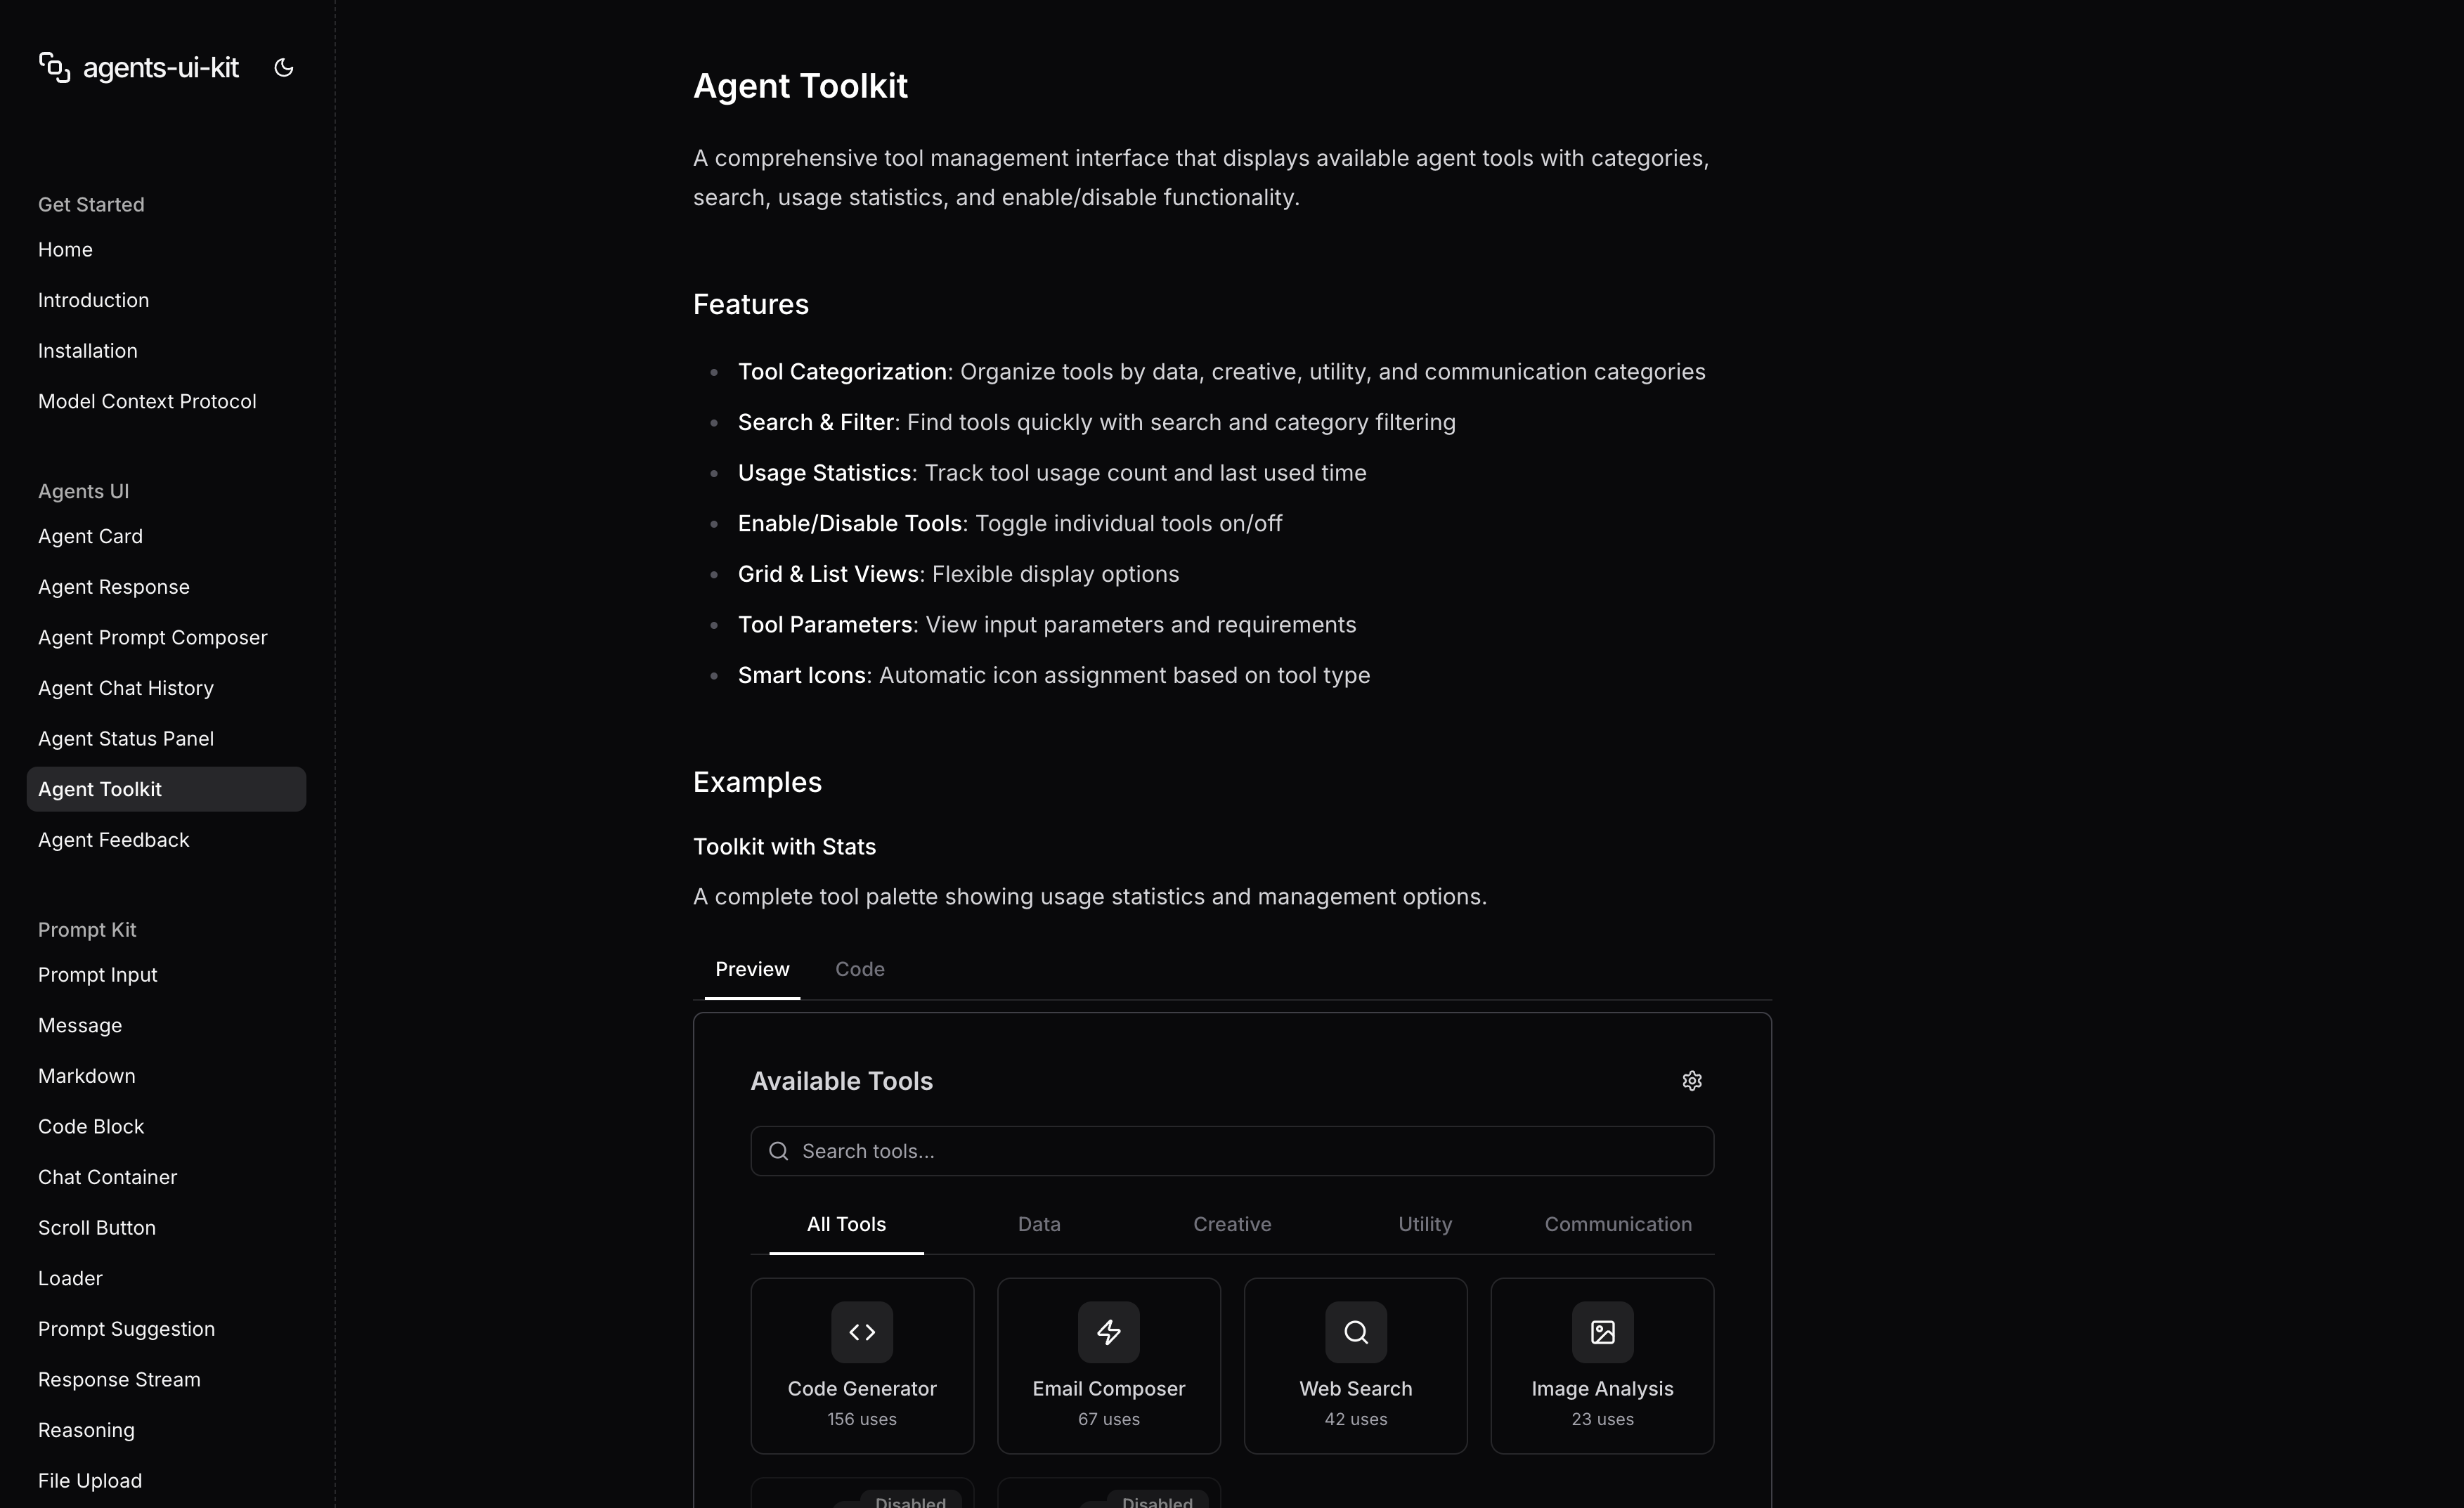 agents-ui-kit
Get Started
Home
Introduction
Installation
Model Context Protocol
Agents UI
Agent Card
Agent Response
Agent Prompt Composer
Agent Chat History
Agent Status Panel
Agent Toolkit
Agent Feedback
Prompt Kit
Prompt Input
Message
Markdown
Code Block
Chat Container
Scroll Button
Loader
Prompt Suggestion
Response Stream
Reasoning
File Upload
Agent Toolkit
A comprehensive tool management interface that displays available agent tools with categories,
search, usage statistics, and enable/disable functionality.
Features
Tool Categorization: Organize tools by data, creative, utility, and communication categories
Search & Filter: Find tools quickly with search and category filtering
Usage Statistics: Track tool usage count and last used time
Enable/Disable Tools: Toggle individual tools on/off
Grid & List Views: Flexible display options
Tool Parameters: View input parameters and requirements
Smart Icons: Automatic icon assignment based on tool type
Examples
Toolkit with Stats
A complete tool palette showing usage statistics and management options.
Preview Code
Available Tools
Search tools...
All Tools Data Creative Utility Communication
Code Generator Email Composer Web Search Image Analysis
156 uses 67 uses 42 uses 23 uses
Disabled Disabled